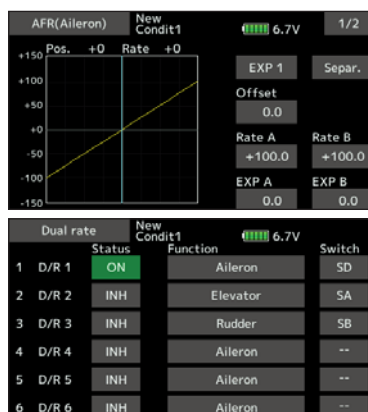 AFR(Aileron) New Condit1 6.7V 1/2
Pos. +0 Rate +0
+150
+100
+50
+0
-50
-100
-150
EXP 1 Separ.
Offset
0.0
Rate A Rate B
+100.0 +100.0
EXP A EXP B
0.0 0.0
Dual rate New Condit1 6.7V
Status Function Switch
1 D/R 1 ON Aileron SD
2 D/R 2 INH Elevator SA
3 D/R 3 INH Rudder SB
4 D/R 4 INH Aileron --
5 D/R 5 INH Aileron --
6 D/R 6 INH Aileron --